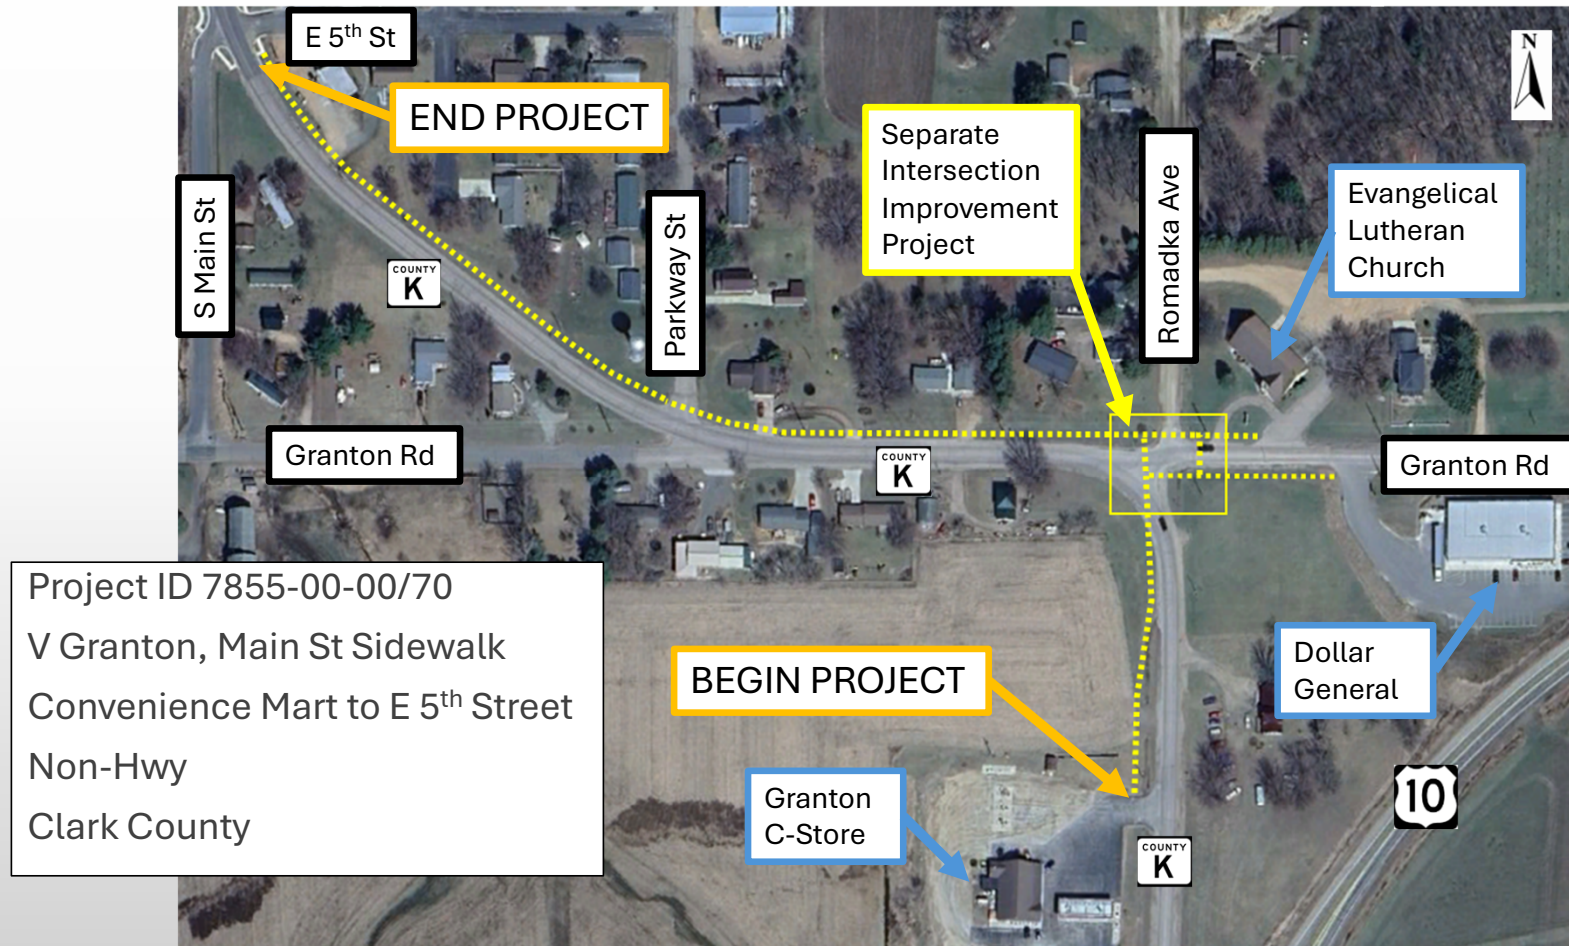 E 5th St
N
END PROJECT
Separate
Intersection
Improvement
Project
Romadka Ave
Evangelical
Lutheran
Church
S Main St
Parkway St
COUNTY
K
Granton Rd
COUNTY
K
Granton Rd
Project ID 7855-00-00/70
V Granton, Main St Sidewalk
Convenience Mart to E 5th Street
Non-Hwy
Clark County
BEGIN PROJECT
Dollar
General
Granton
C-Store
10
COUNTY
K